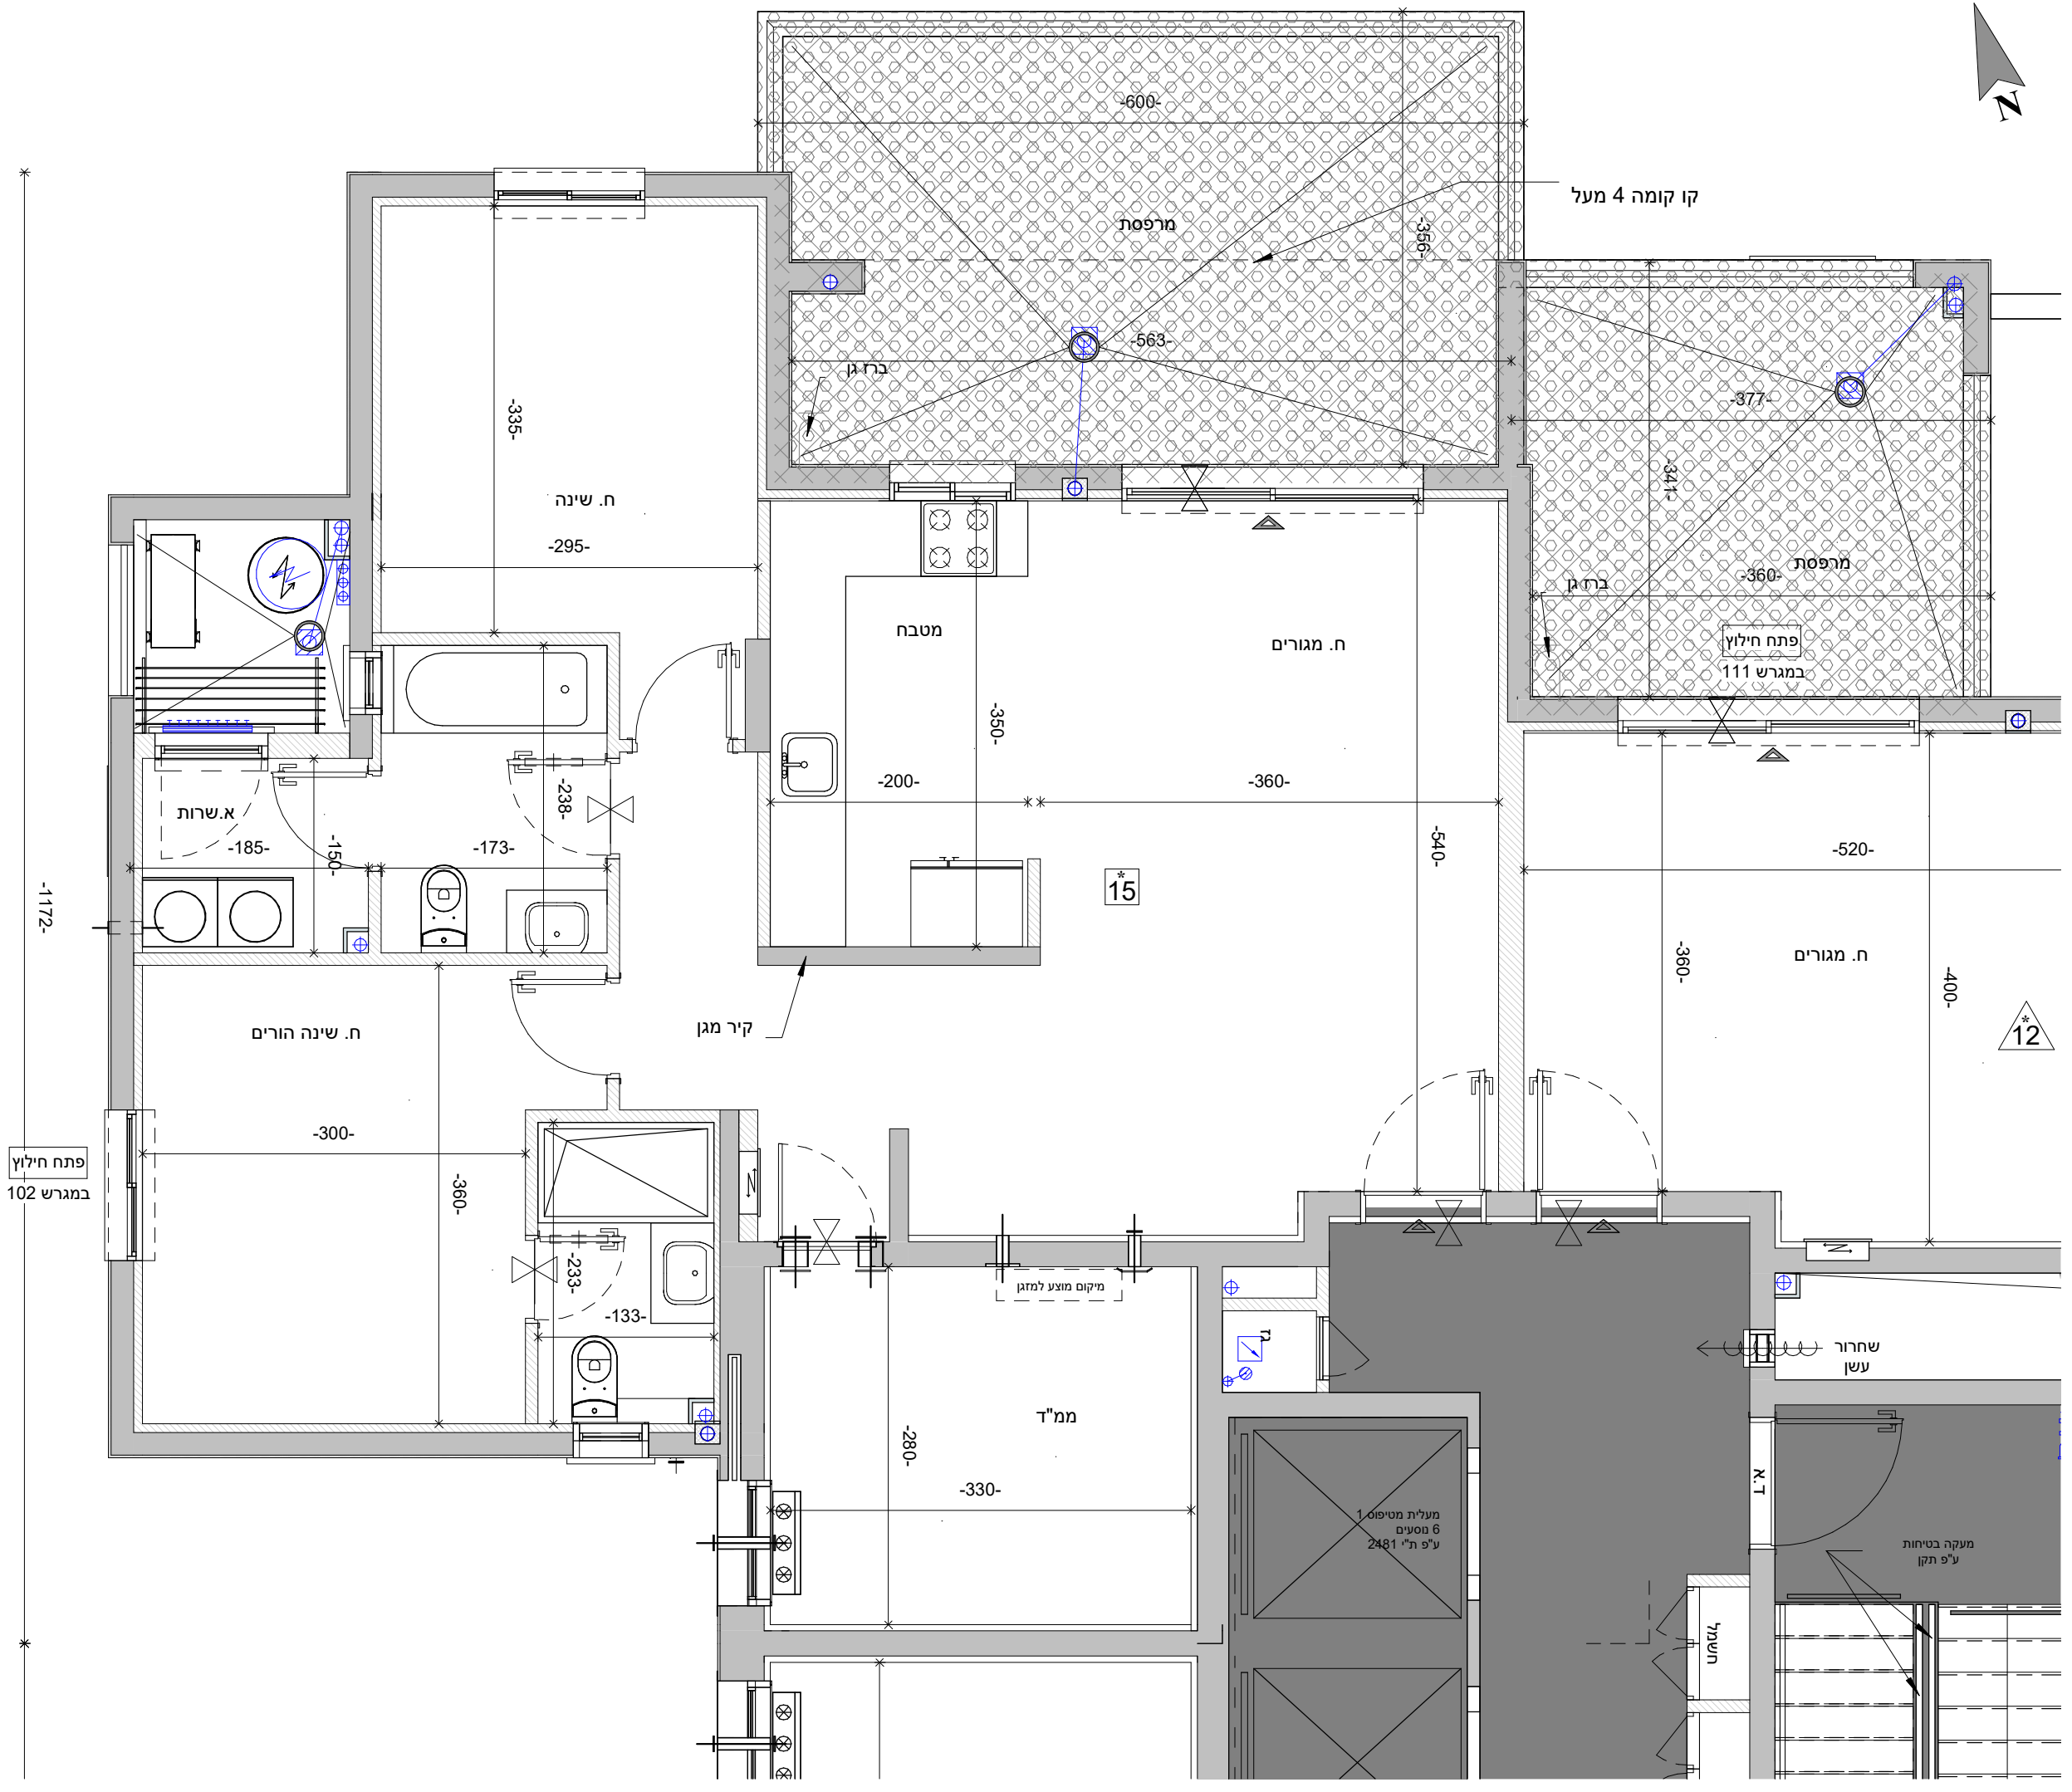 N
-600-
קו קומה 4 מעל
מרפסת
-356-
-563-
ברז גן
-377-
-335-
-341-
ח. שינה
-295-
מרפסת
-360-
ברז גן
פתח חילוץ
במגרש 111
מטבח
ח. מגורים
-350-
-200-
-360-
-238-
א.שרות
-185-
-150-
-173-
-540-
-520-
*
15
-1172-
-360-
ח. מגורים
-400-
*
12
קיר מגן
ח. שינה הורים
-300-
פתח חילוץ
במגרש 102
-360-
-233-
-133-
מיקום מוצע למזגן
גז
שחרור
עשן
ממ"ד
-280-
-330-
ד.א
מעלית מטיפוס 1
6 נוסעים
ע"פ ת"י 2481
מעקה בטיחות
ע"פ תקן
חשמל